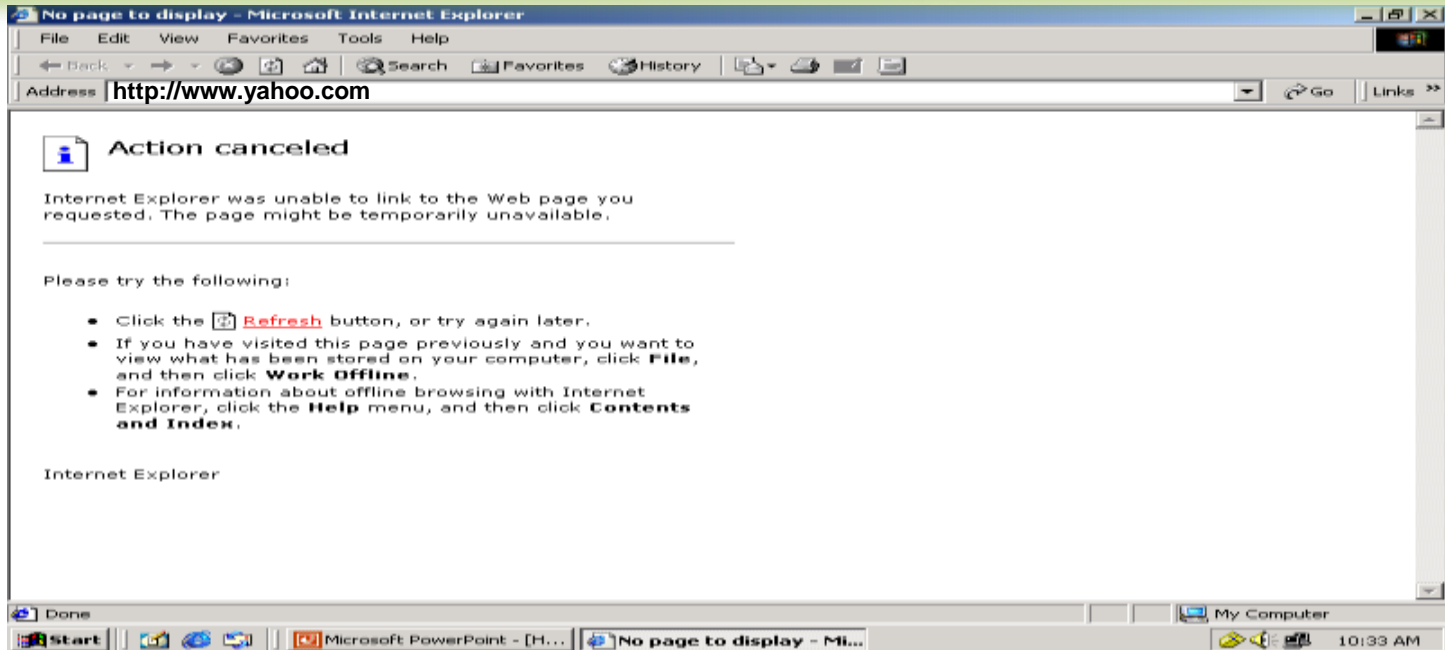 No page to display - Microsoft Internet Explorer
File Edit View Favorites Tools Help
Back Search Favorites History
Address http://www.yahoo.com Go Links »
Action canceled
Internet Explorer was unable to link to the Web page you
requested. The page might be temporarily unavailable.
Please try the following:
• Click the Refresh button, or try again later.
• If you have visited this page previously and you want to
view what has been stored on your computer, click File,
and then click Work Offline.
• For information about offline browsing with Internet
Explorer, click the Help menu, and then click Contents
and Index.
Internet Explorer
Done My Computer
Start Microsoft PowerPoint - [H... No page to display - Mi... 10:33 AM